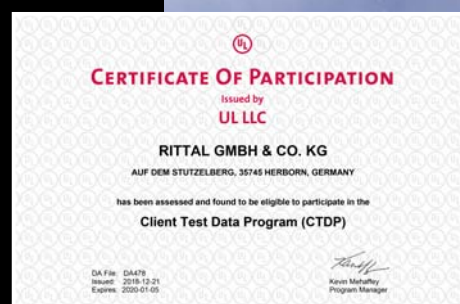 UL
CERTIFICATE OF PARTICIPATION
Issued by
UL LLC
RITTAL GMBH & CO. KG
AUF DEM STUTZELBERG, 35745 HERBORN, GERMANY
has been assessed and found to be eligible to participate in the
Client Test Data Program (CTDP)
DA File: DA478
Issued: 2018-12-21
Expires: 2020-01-05
Kevin Mehaffey
Program Manager